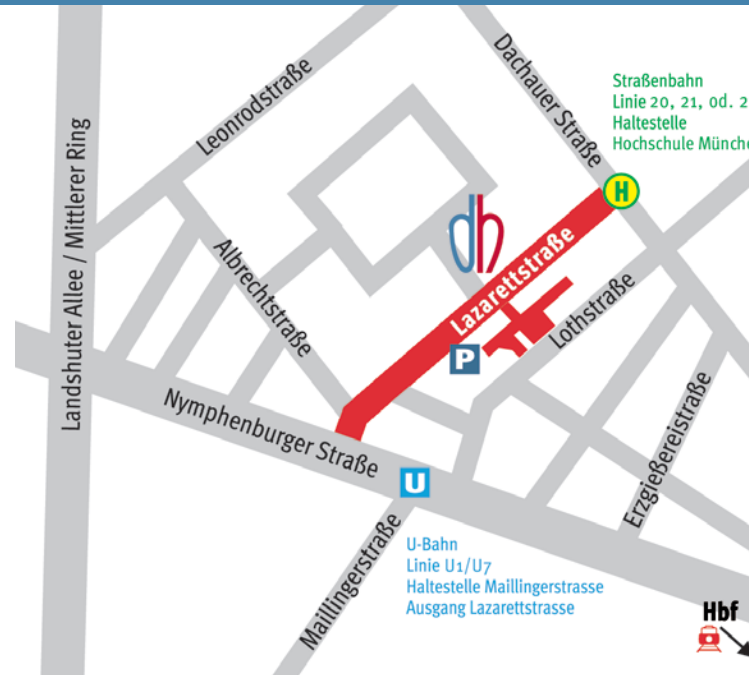 Dachauer Straße
Straßenbahn
Linie 20, 21, od. 2
Haltestelle
Hochschule Münche
Leonrodstraße
H
Landshuter Allee / Mittlerer Ring
Albrechtstraße
dh
Lazarettstraße
Lothstraße
P
Nymphenburger Straße
Erzgießereistraße
U
Maillingerstraße
U-Bahn
Linie U1/U7
Haltestelle Maillingerstrasse
Ausgang Lazarettstrasse
Hbf